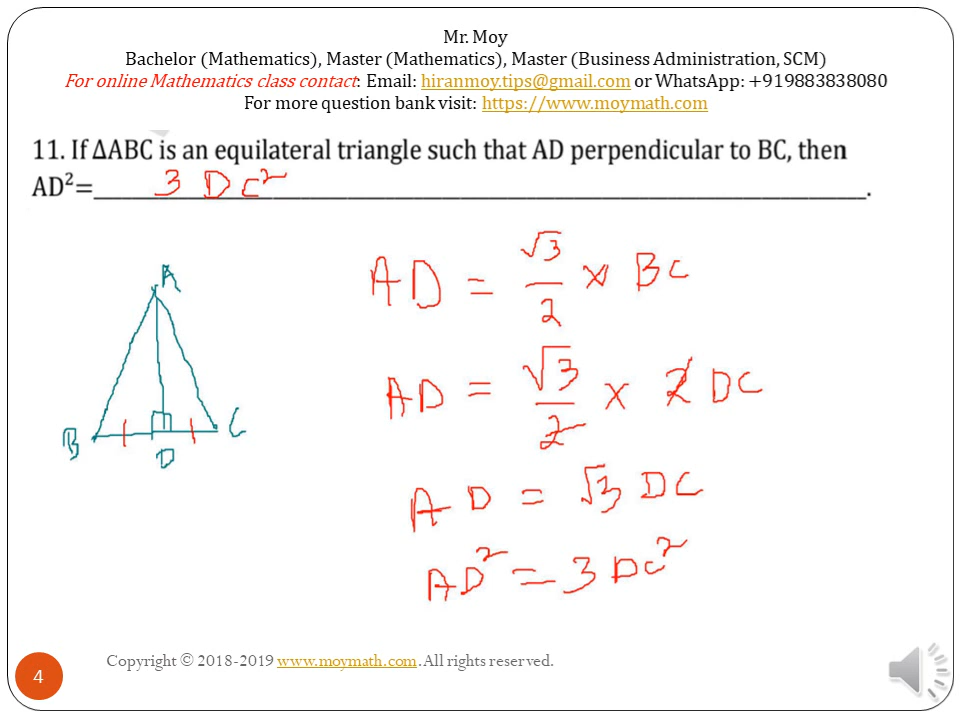 Mr. Moy
Bachelor (Mathematics), Master (Mathematics), Master (Business Administration, SCM)
For online Mathematics class contact: Email: hiranmoy.tips@gmail.com or WhatsApp: +919883838080
For more question bank visit: https://www.moymath.com
11. If ΔABC is an equilateral triangle such that AD perpendicular to BC, then
AD²=____3 DC²____.
A
B
D
C
AD = √3/2 × BC
AD = √3/2 × 2 DC
AD = √3 DC
AD² = 3 DC²
4
Copyright © 2018-2019 www.moymath.com. All rights reserved.